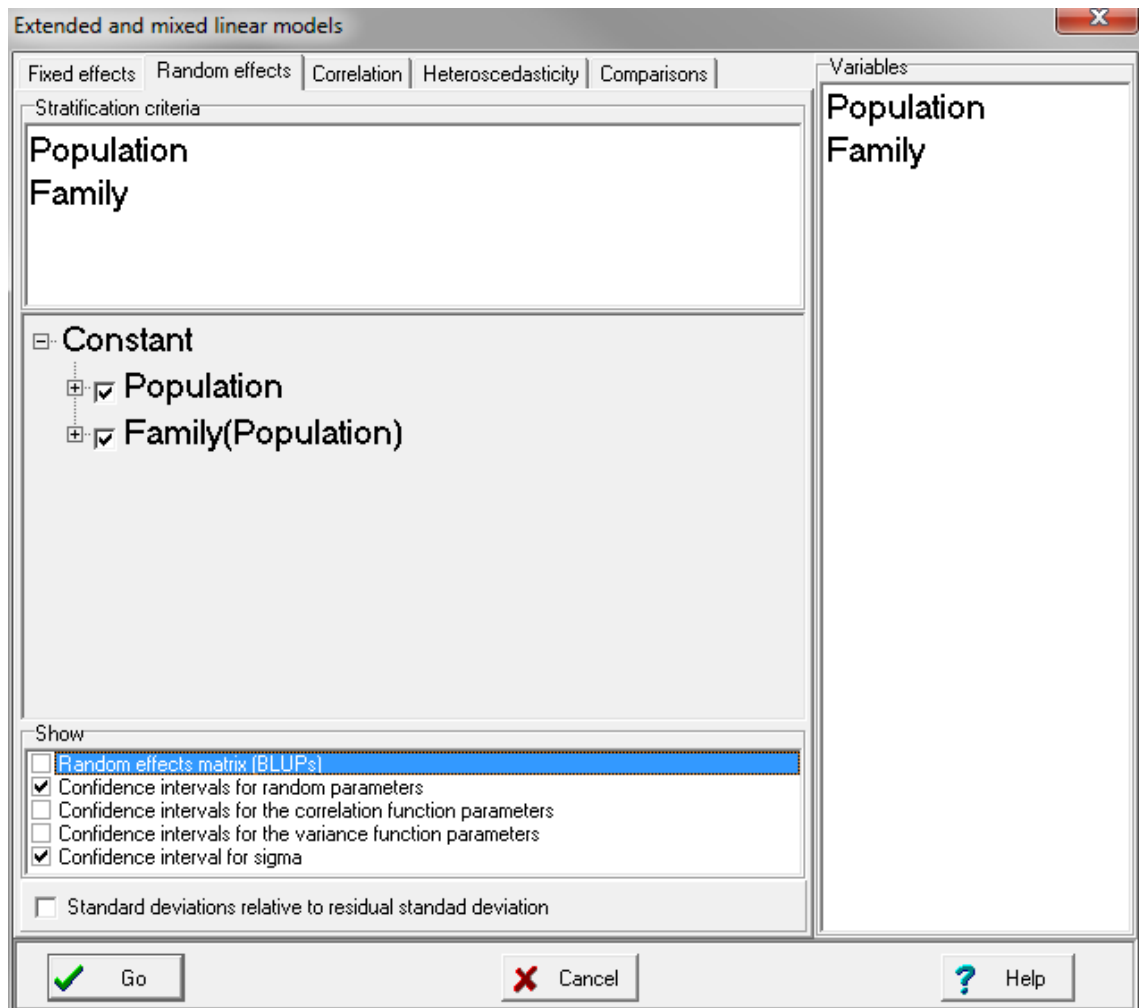 Extended and mixed linear models
x
Fixed effects Random effects Correlation Heteroscedasticity Comparisons
Stratification criteria
Population
Family
Constant
Population
Family(Population)
Show
Random effects matrix (BLUPs)
Confidence intervals for random parameters
Confidence intervals for the correlation function parameters
Confidence intervals for the variance function parameters
Confidence interval for sigma
Standard deviations relative to residual standad deviation
Variables
Population
Family
Go Cancel ? Help